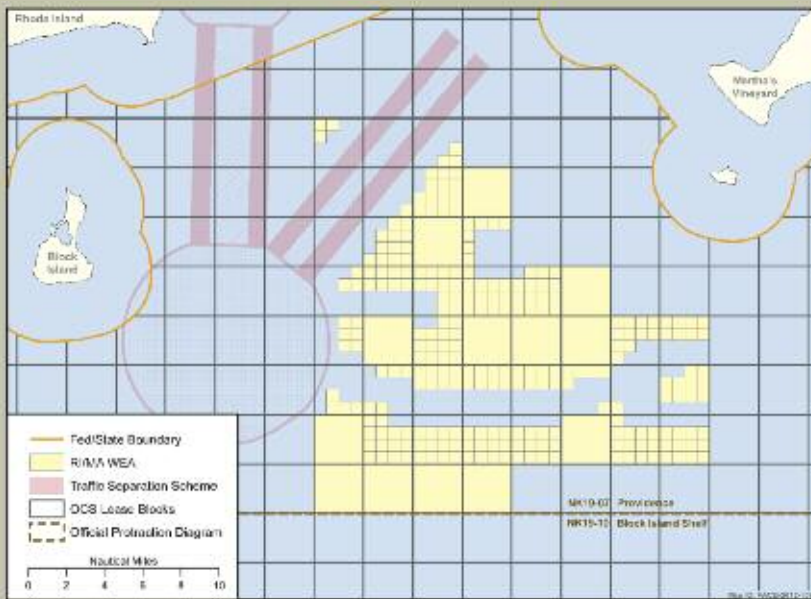 Rhode Island
Martha's
Vineyard
Block
Island
Fed/State Boundary
RI/MA WEA
Traffic Separation Scheme
OCS Lease Blocks
Official Protraction Diagram
Nautical Miles
0 2 4 6 8 10
NK19-07 Providence
NK19-10 Block Island Shelf